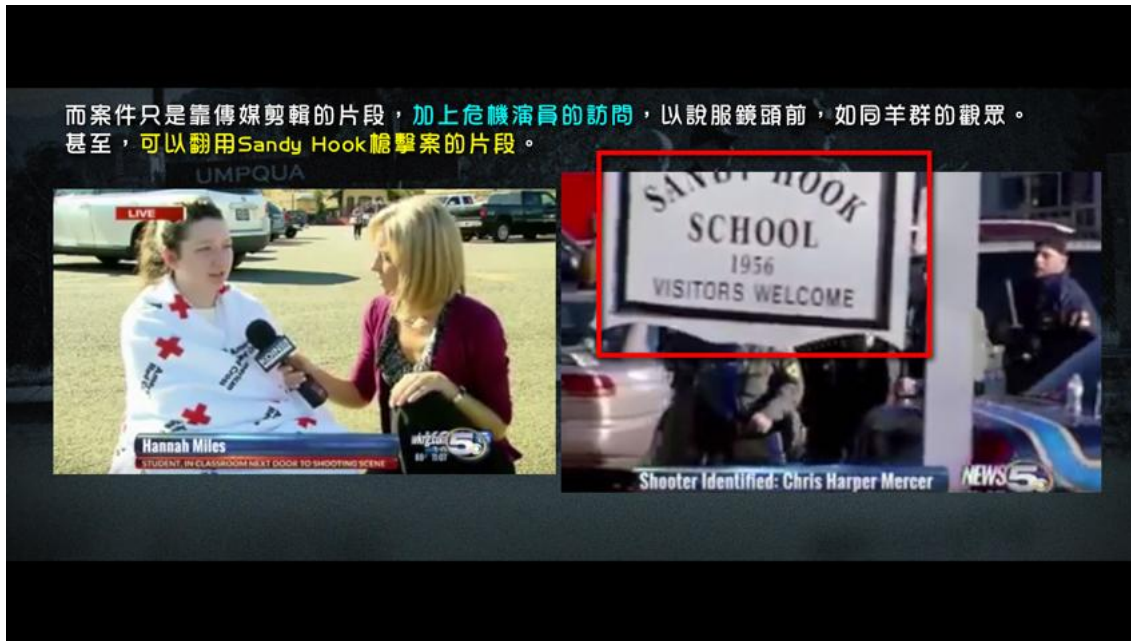 而案件只是靠傳媒剪輯的片段，加上危機演員的訪問，以說服鏡頭前，如同羊群的觀眾。
甚至，可以翻用Sandy Hook槍擊案的片段。
UMPQUA
LIVE
Hannah Miles
STUDENT, IN CLASSROOM NEXT DOOR TO SHOOTING SCENE
5
SANDY HOOK
SCHOOL
1956
VISITORS WELCOME
Shooter Identified: Chris Harper Mercer
NEWS 5